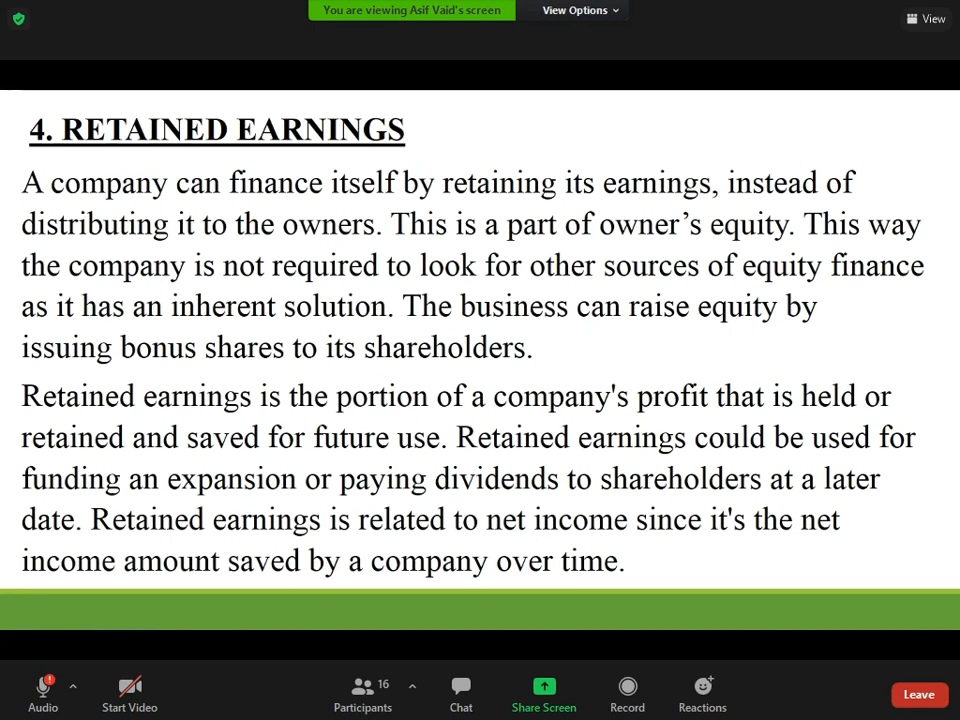 You are viewing Asif Vaid's screen
View Options
View
4. RETAINED EARNINGS
A company can finance itself by retaining its earnings, instead of
distributing it to the owners. This is a part of owner’s equity. This way
the company is not required to look for other sources of equity finance
as it has an inherent solution. The business can raise equity by
issuing bonus shares to its shareholders.
Retained earnings is the portion of a company's profit that is held or
retained and saved for future use. Retained earnings could be used for
funding an expansion or paying dividends to shareholders at a later
date. Retained earnings is related to net income since it's the net
income amount saved by a company over time.
16
Audio
Start Video
Participants
Chat
Share Screen
Record
Reactions
Leave